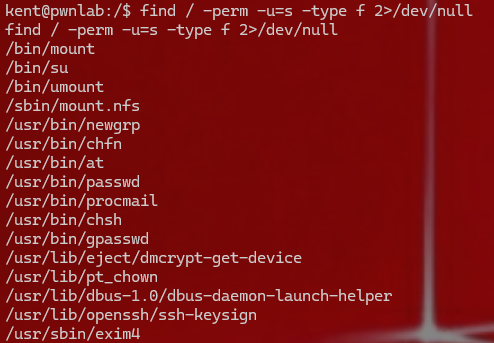 kent@pwnlab:/$ find / -perm -u=s -type f 2>/dev/null
find / -perm -u=s -type f 2>/dev/null
/bin/mount
/bin/su
/bin/umount
/sbin/mount.nfs
/usr/bin/newgrp
/usr/bin/chfn
/usr/bin/at
/usr/bin/passwd
/usr/bin/procmail
/usr/bin/chsh
/usr/bin/gpasswd
/usr/lib/eject/dmcrypt-get-device
/usr/lib/pt_chown
/usr/lib/dbus-1.0/dbus-daemon-launch-helper
/usr/lib/openssh/ssh-keysign
/usr/sbin/exim4